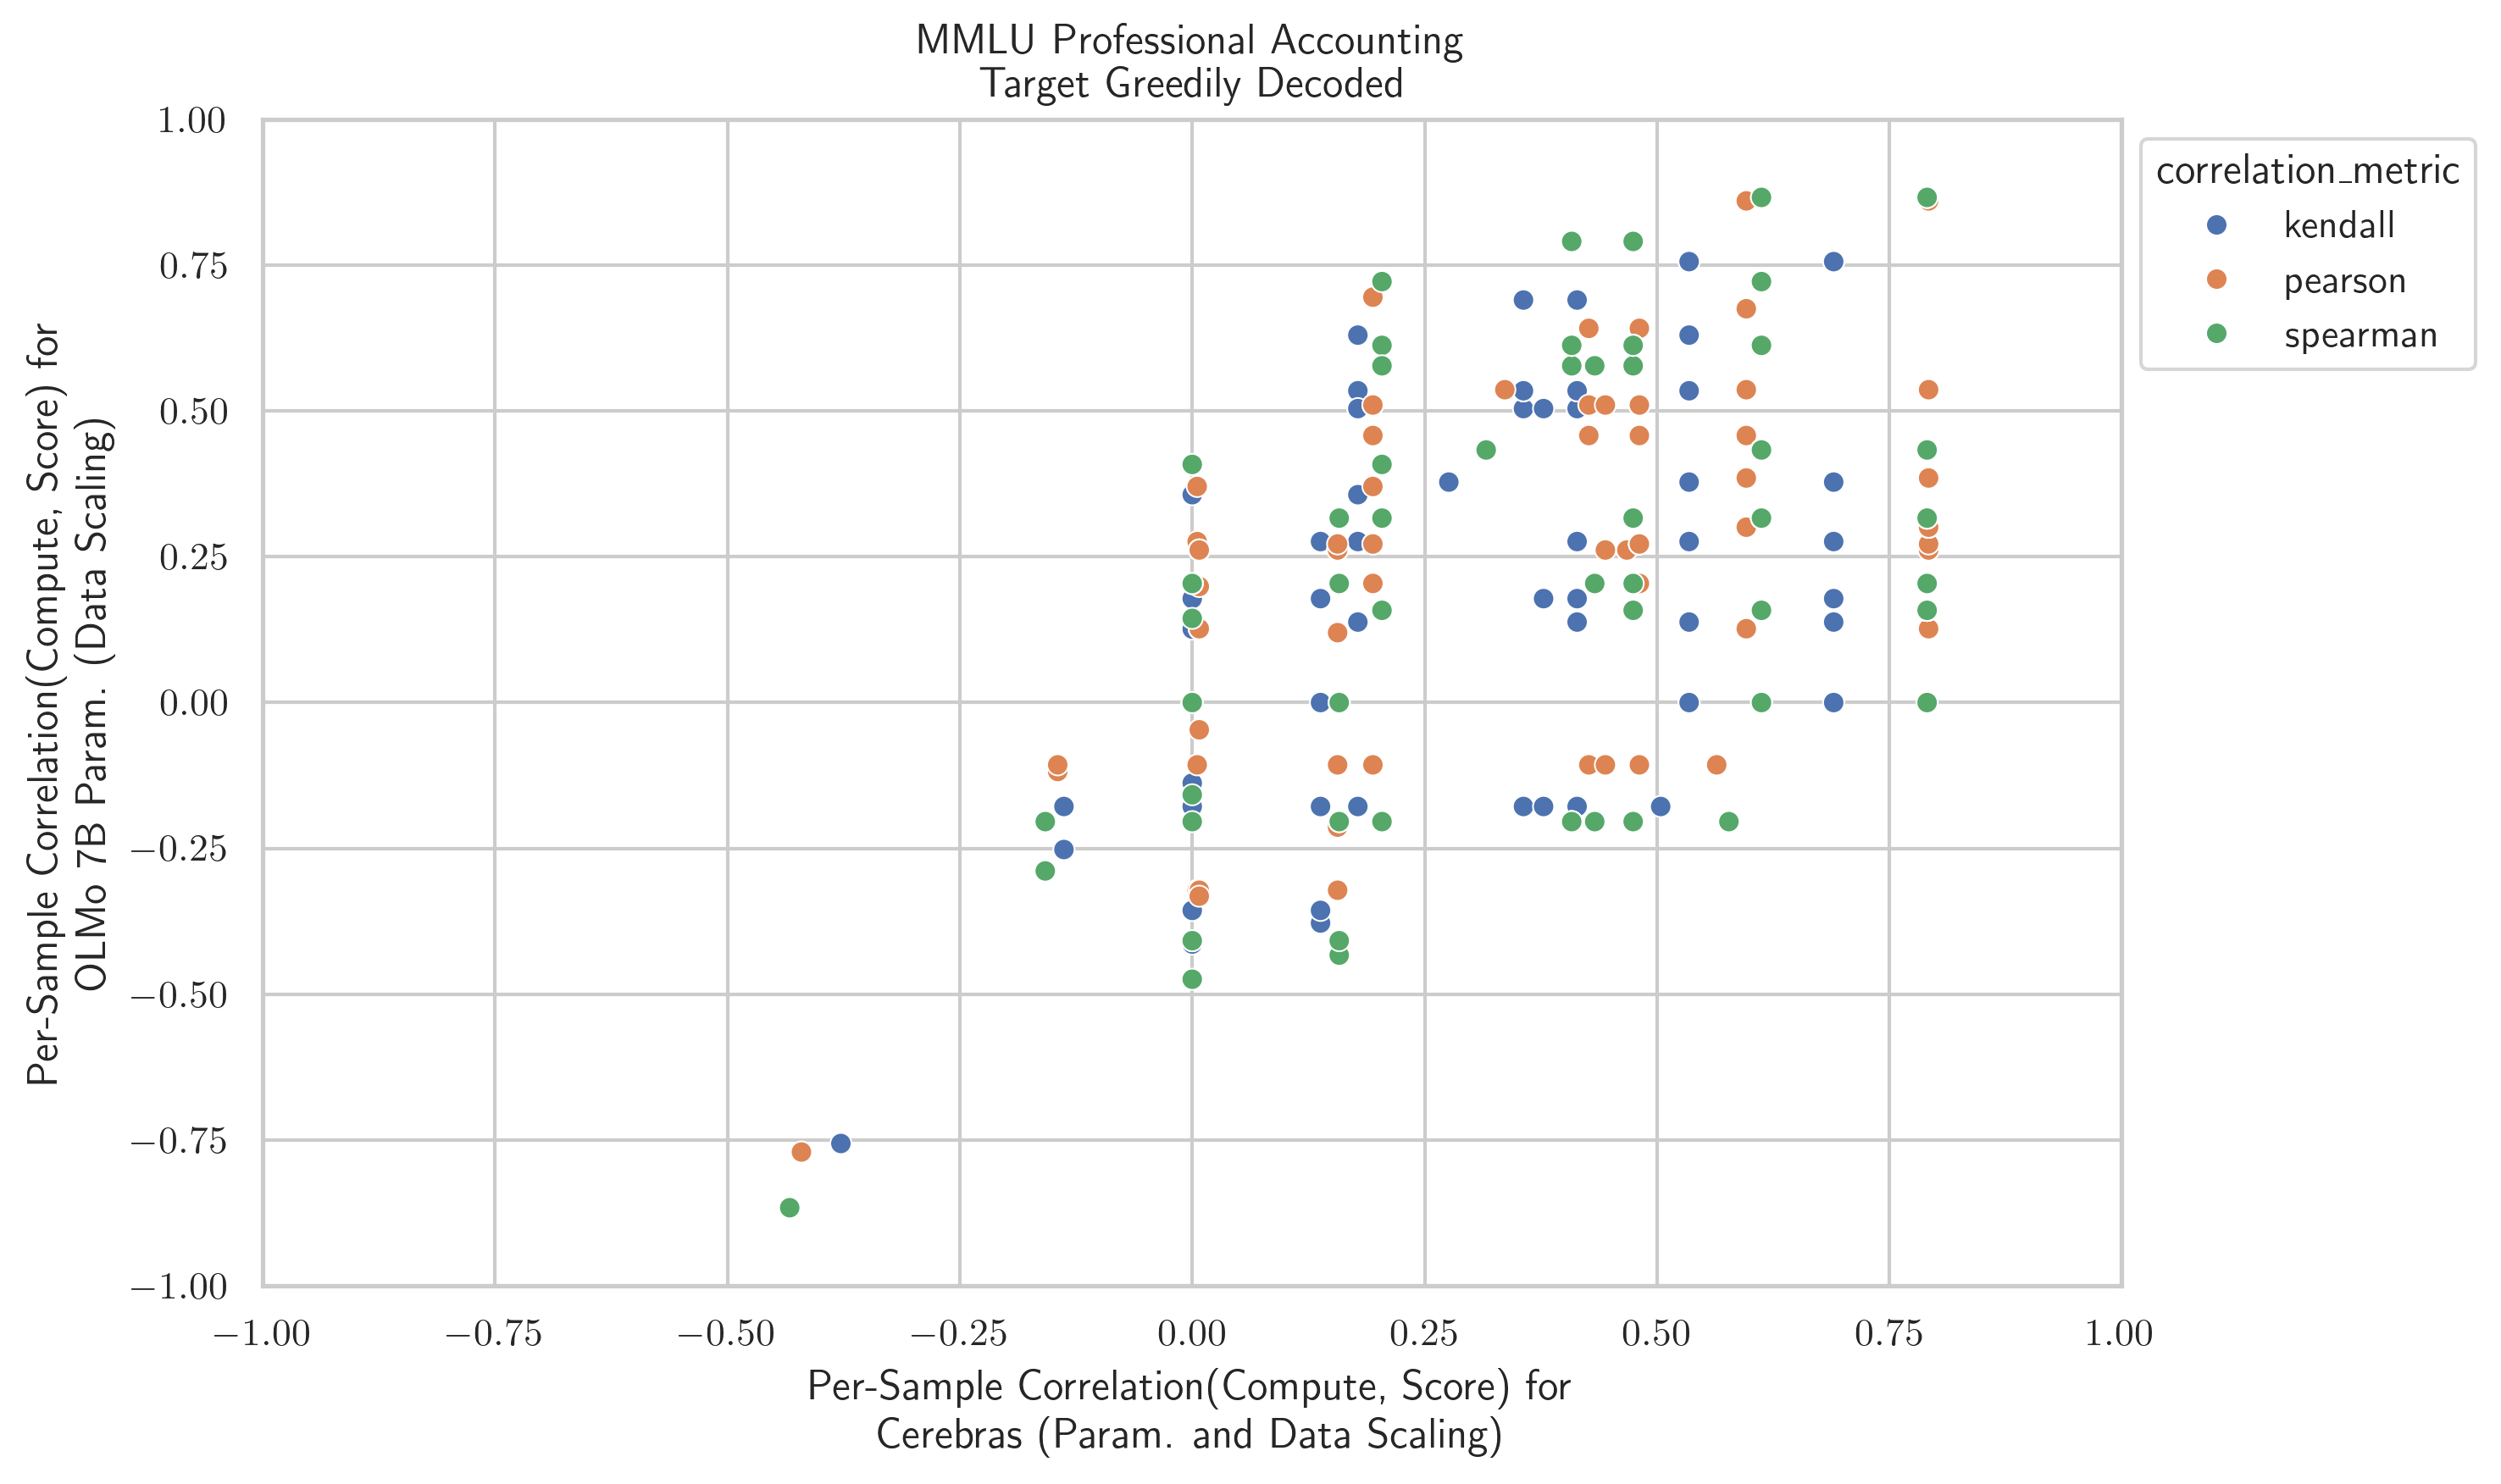 MMLU Professional Accounting
Target Greedily Decoded
Per-Sample Correlation(Compute, Score) for
OLMo 7B Param. (Data Scaling)
1.00
0.75
0.50
0.25
0.00
−0.25
−0.50
−0.75
−1.00
−1.00 −0.75 −0.50 −0.25 0.00 0.25 0.50 0.75 1.00
Per-Sample Correlation(Compute, Score) for
Cerebras (Param. and Data Scaling)
correlation_metric
kendall
pearson
spearman